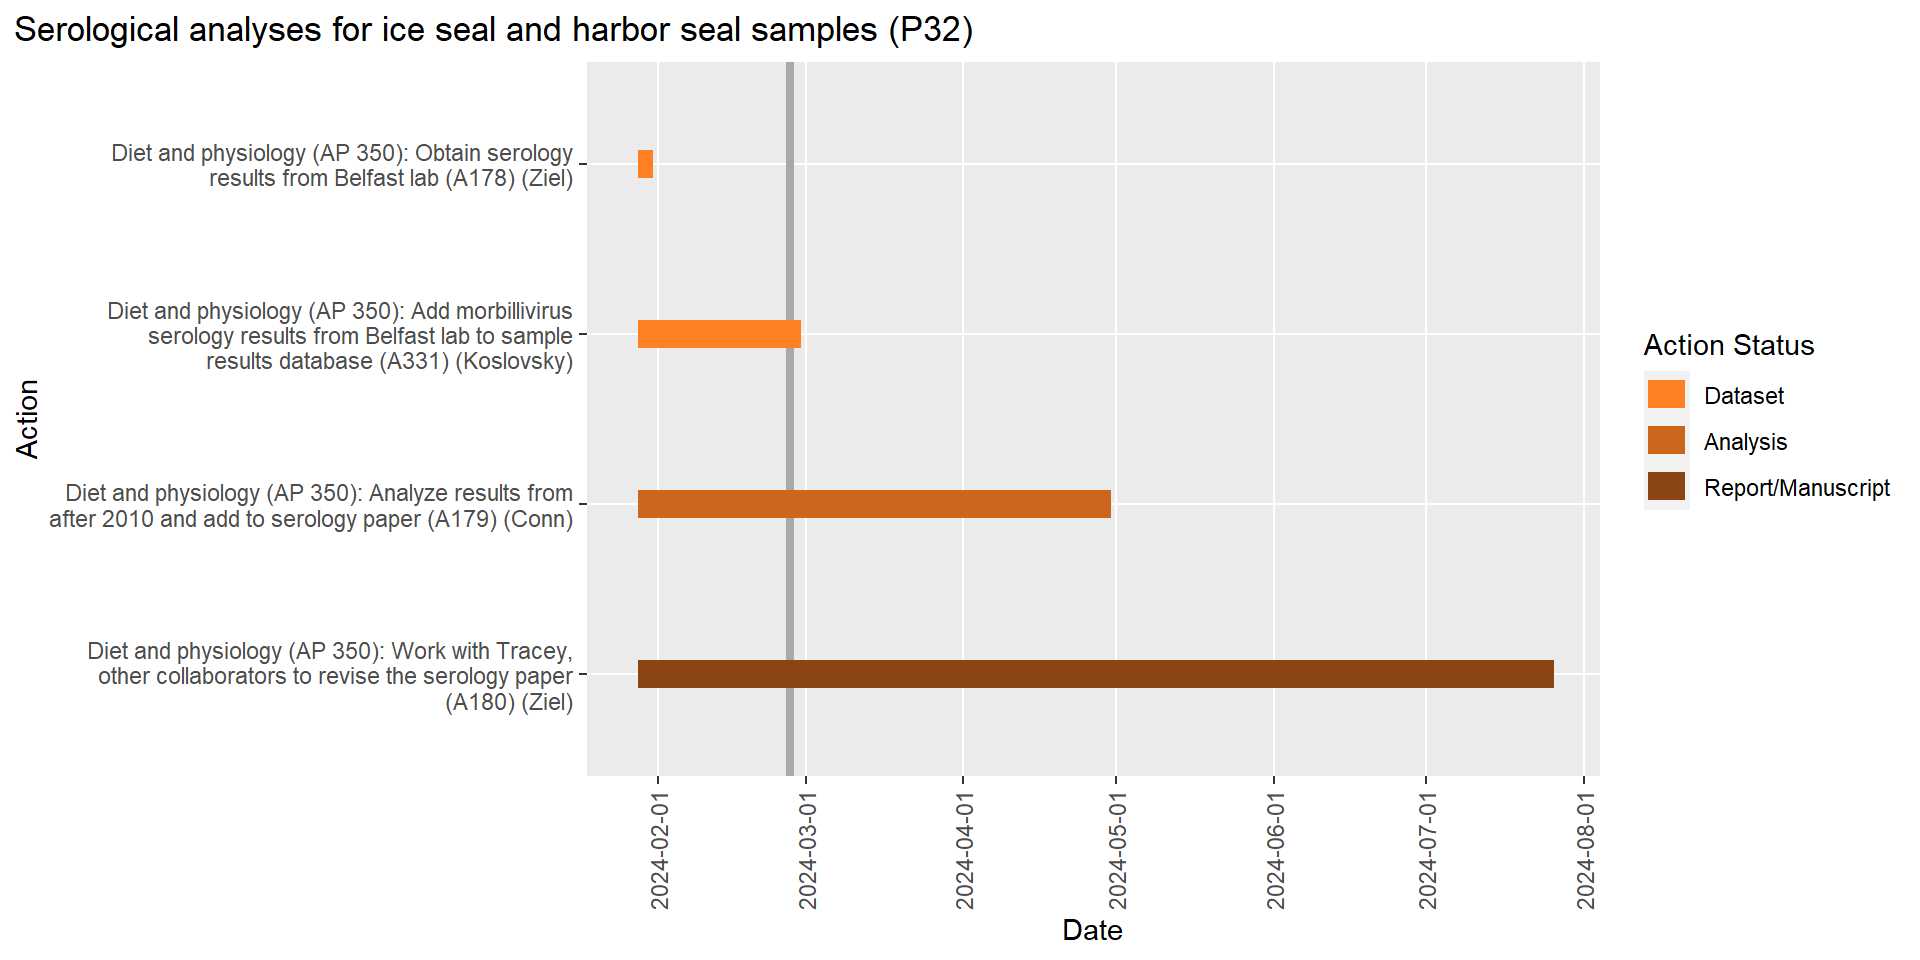 Serological analyses for ice seal and harbor seal samples (P32)
Action
Diet and physiology (AP 350): Obtain serology
results from Belfast lab (A178) (Ziel)
Diet and physiology (AP 350): Add morbillivirus
serology results from Belfast lab to sample
results database (A331) (Koslovsky)
Diet and physiology (AP 350): Analyze results from
after 2010 and add to serology paper (A179) (Conn)
Diet and physiology (AP 350): Work with Tracey,
other collaborators to revise the serology paper
(A180) (Ziel)
2024-02-01
2024-03-01
2024-04-01
2024-05-01
2024-06-01
2024-07-01
2024-08-01
Date
Action Status
Dataset
Analysis
Report/Manuscript